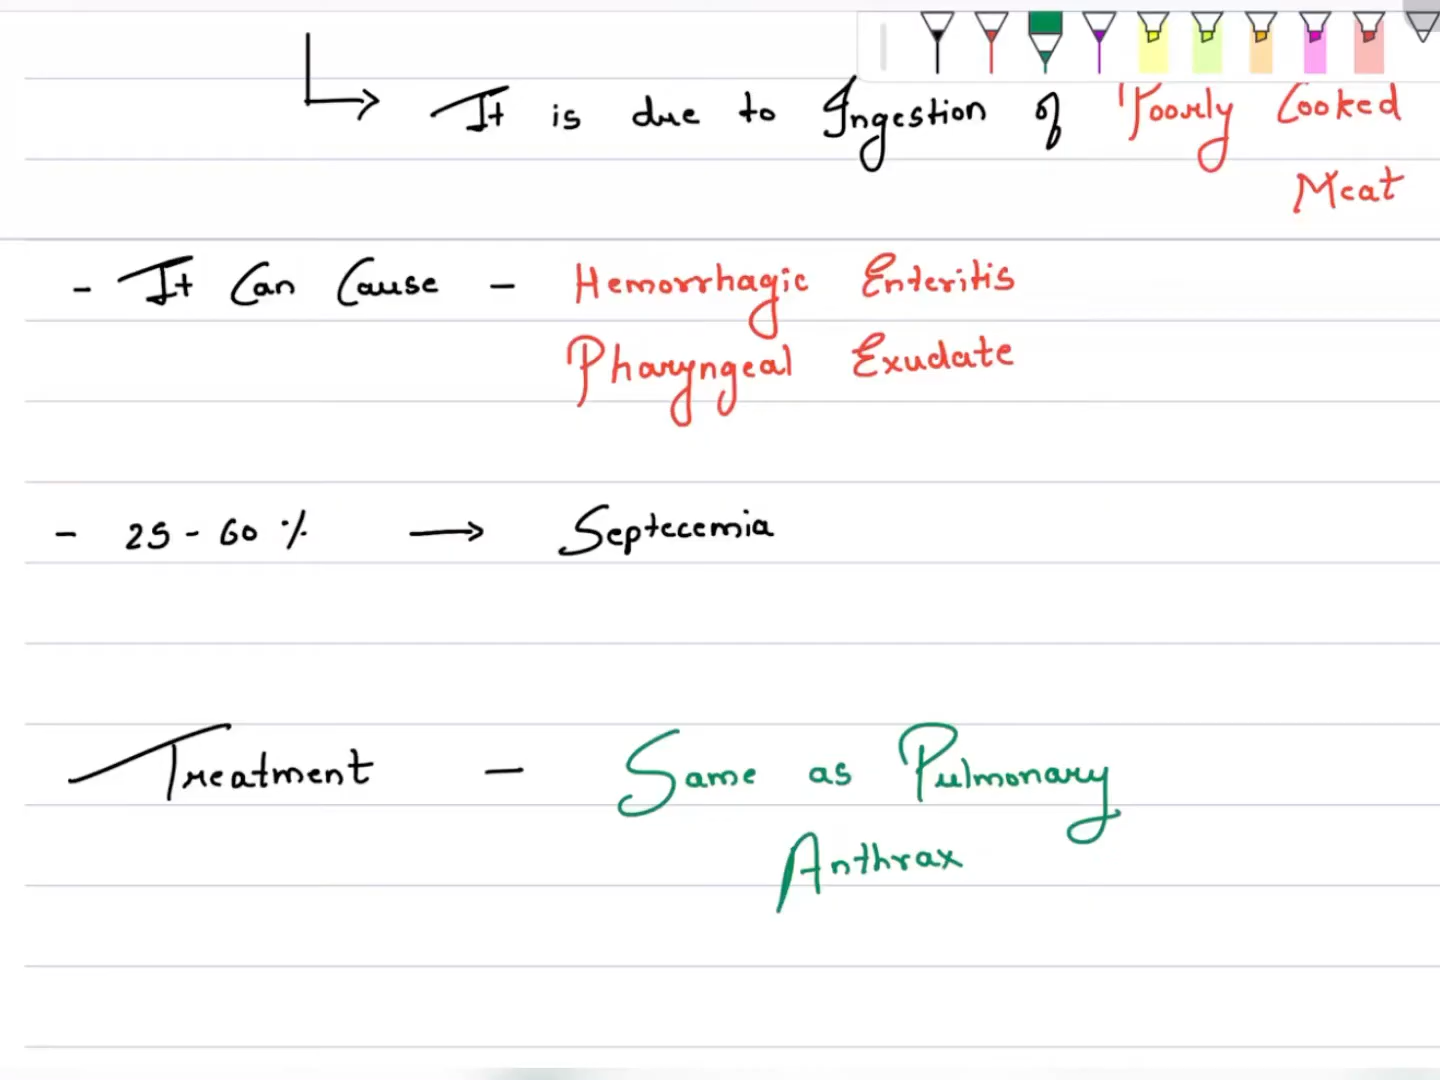 It is due to Ingestion of Poorly Cooked
Meat
- It Can Cause - Hemorrhagic Enteritis
Pharyngeal Exudate
- 25-60% → Septecemia
Treatment - Same as Pulmonary
Anthrax